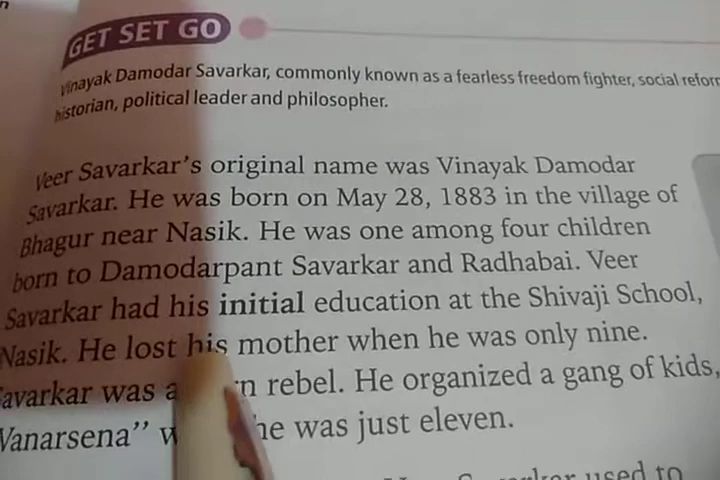 GET SET GO
Vinayak Damodar Savarkar, commonly known as a fearless freedom fighter, social
historian, political leader and philosopher.
Veer Savarkar's original name was Vinayak Damodar
Savarkar. He was born on May 28, 1883 in the village of
Bhagur near Nasik. He was one among four children
born to Damodarpant Savarkar and Radhabai. Veer
Savarkar had his initial education at the Shivaji School,
Nasik. He lost his mother when he was only nine.
Savarkar was a rebel. He organized a gang of kids,
Vanarsena” he was just eleven.
used to